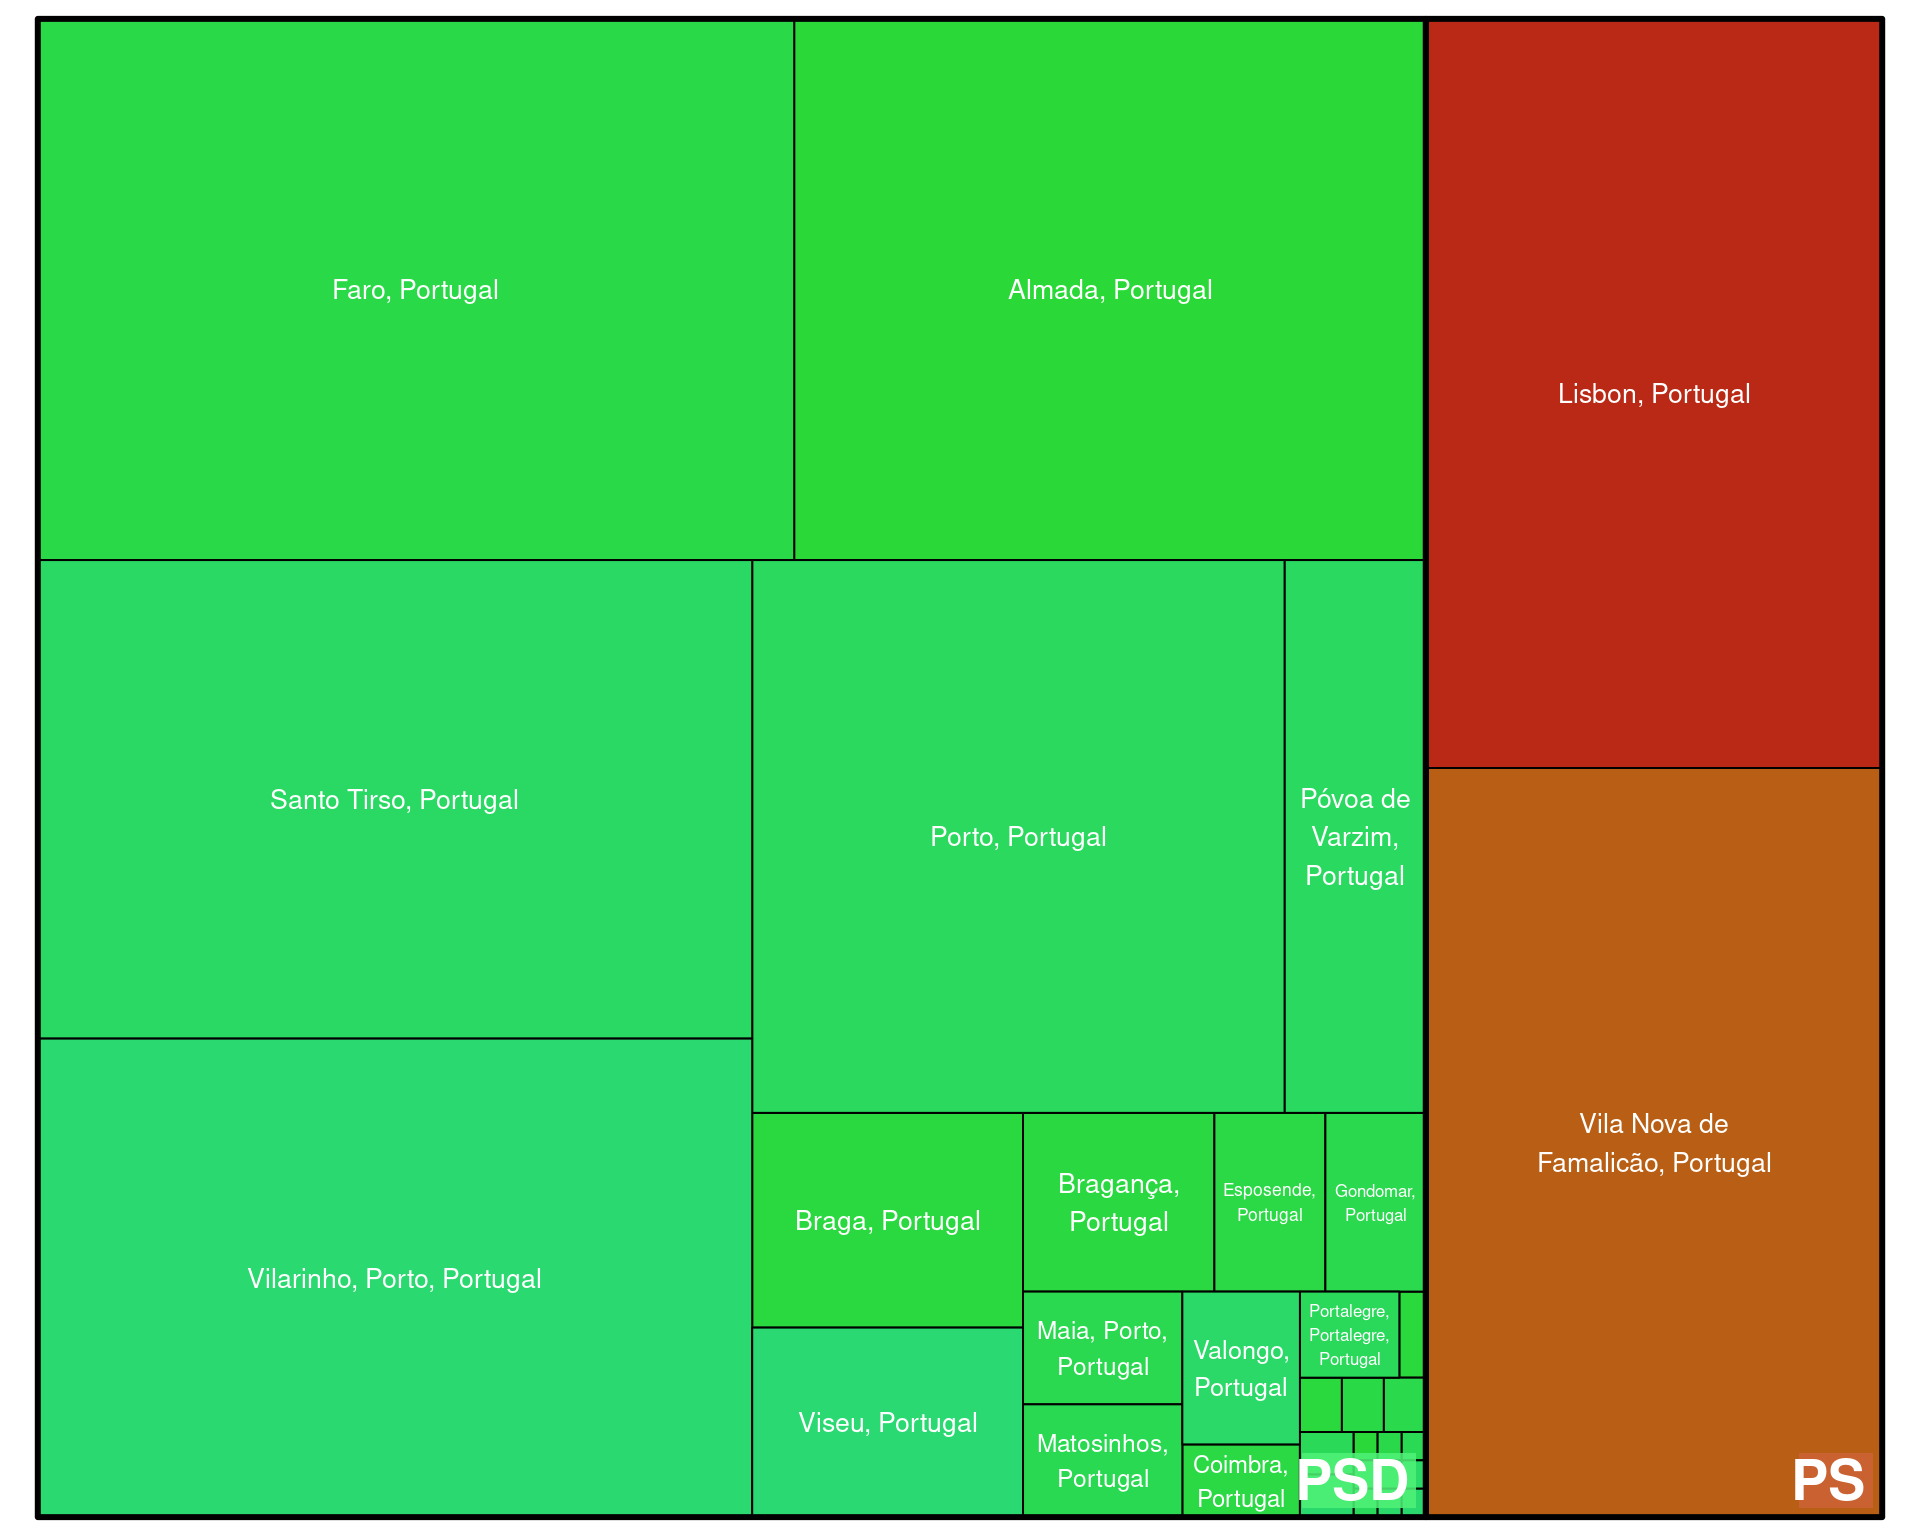 Faro, Portugal
Almada, Portugal
Lisbon, Portugal
Santo Tirso, Portugal
Porto, Portugal
Póvoa de
Varzim,
Portugal
Vila Nova de
Famalicão, Portugal
Vilarinho, Porto, Portugal
Braga, Portugal
Bragança,
Portugal
Esposende,
Portugal
Gondomar,
Portugal
Viseu, Portugal
Maia, Porto,
Portugal
Matosinhos,
Portugal
Valongo,
Portugal
Coimbra,
Portugal
Portalegre,
Portalegre,
Portugal
PSD
PS